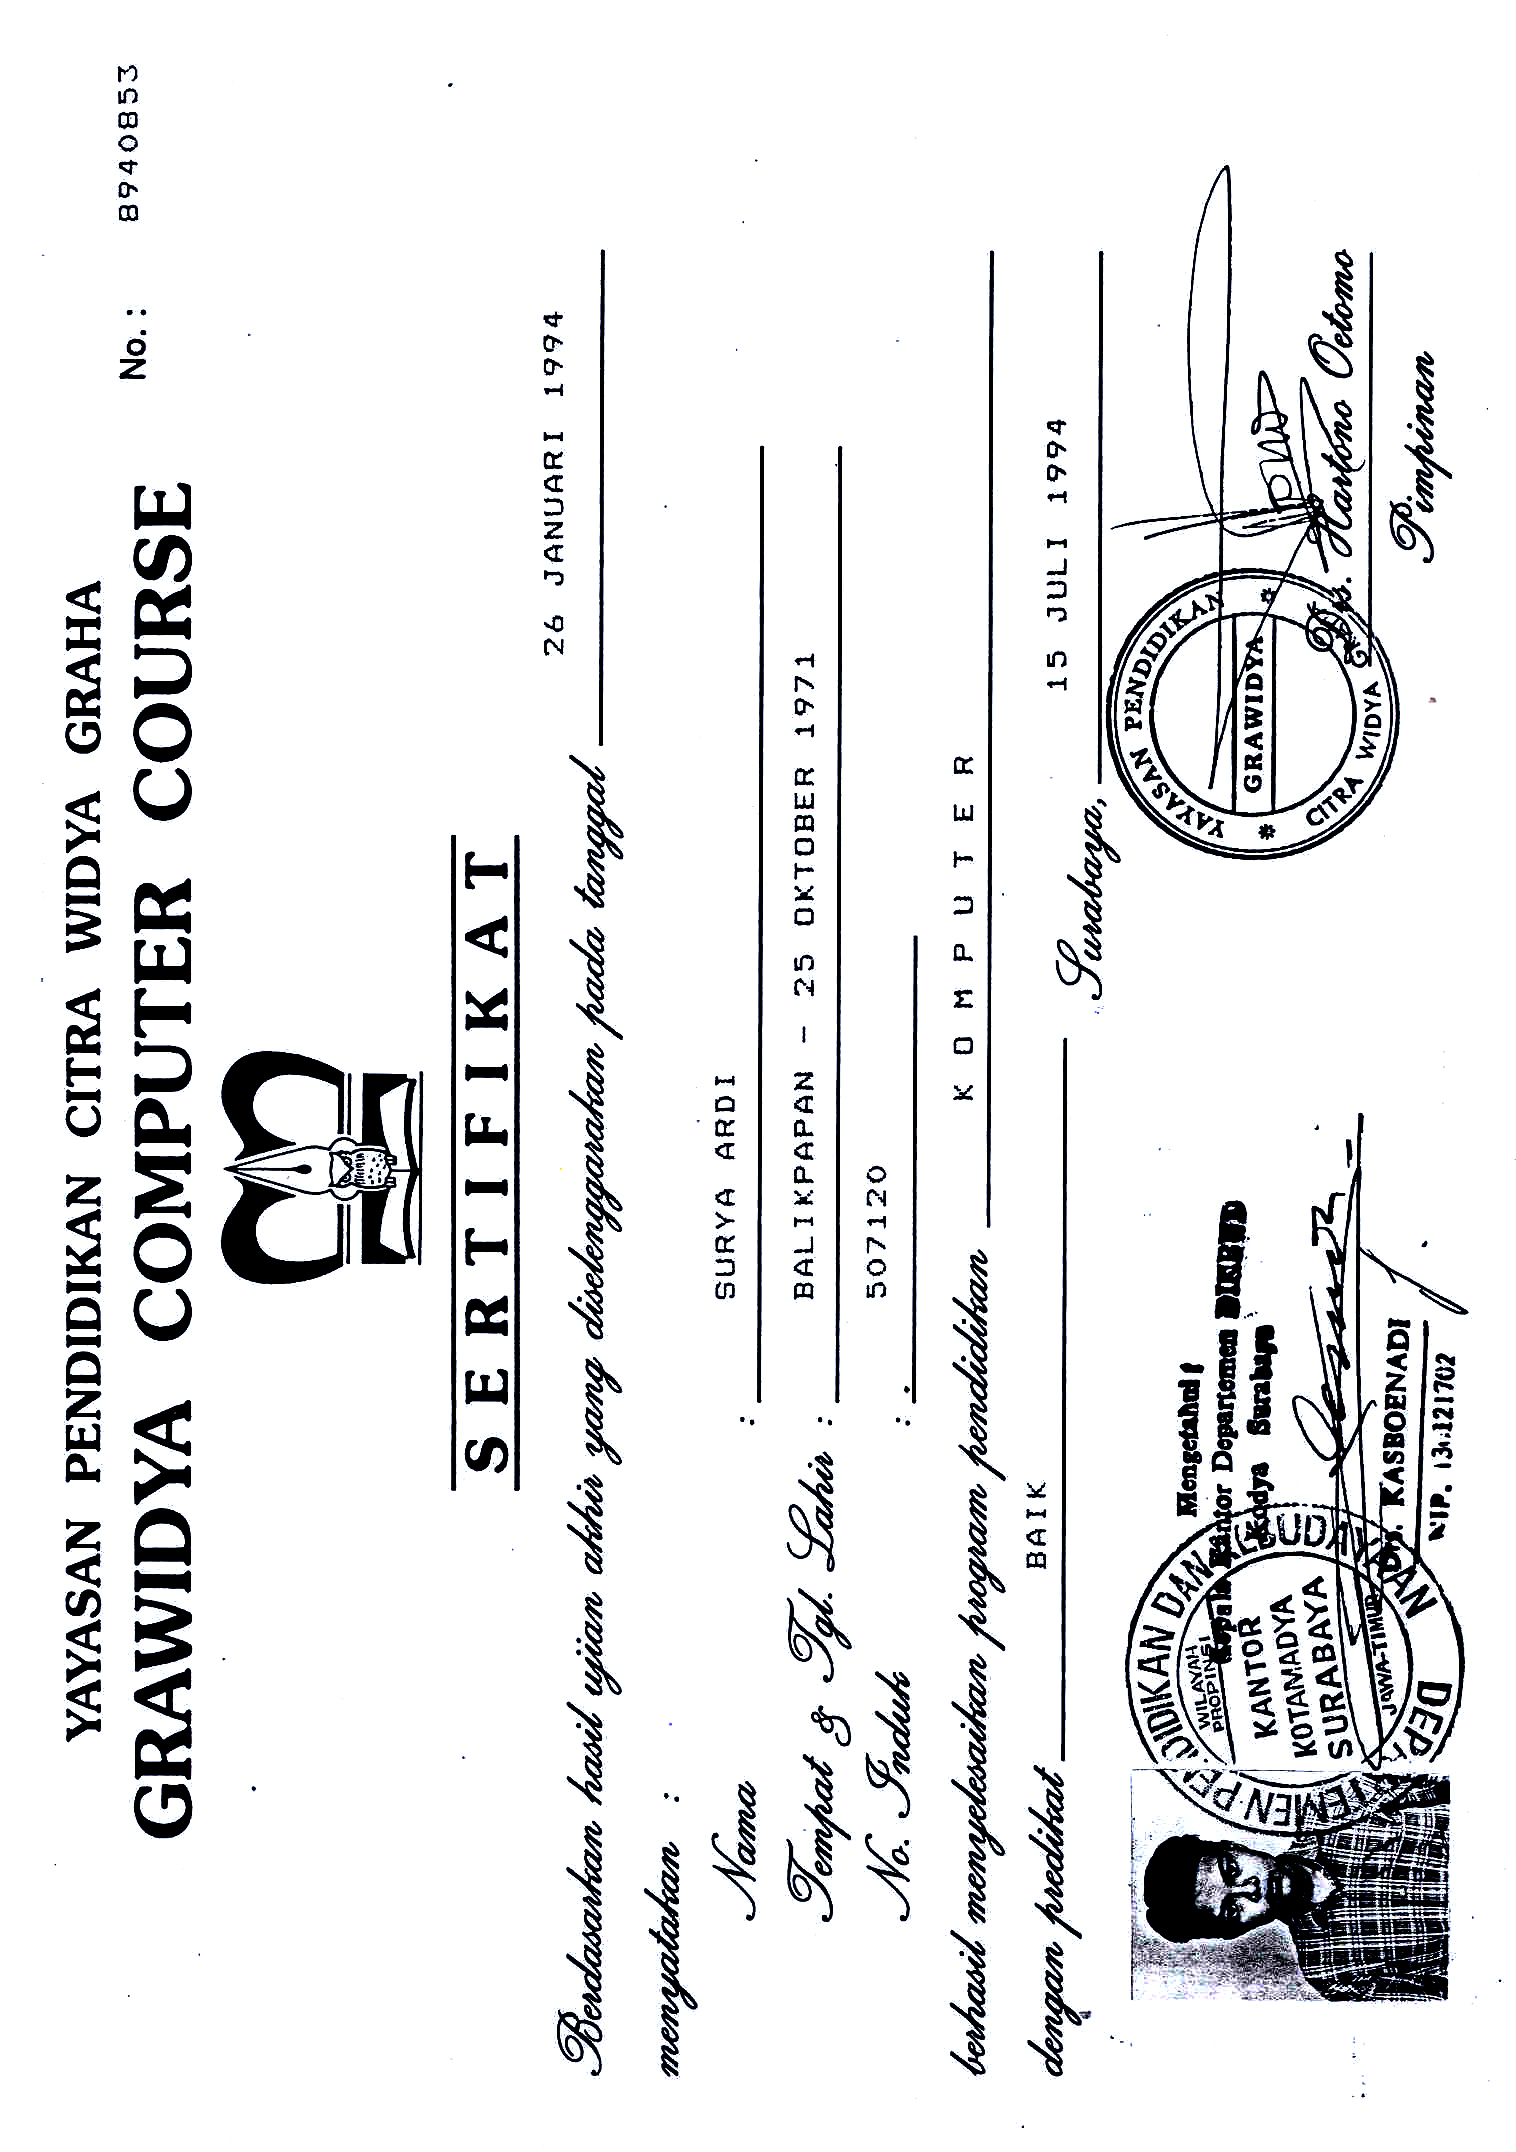 YAYASAN PENDIDIKAN CITRA WIDYA GRAHA
No. : 8940853
GRAWIDYA COMPUTER COURSE
SERTIFIKAT
Berdasarkan hasil ujian akhir yang diselenggarakan pada tanggal 26 JANUARI 1994
menyatakan :
Nama : SURYA ARDI
Tempat & Tgl. Lahir : BALIKPAPAN - 25 OKTOBER 1971
No. Induk : 507120
berhasil menyelesaikan program pendidikan KOMPUTER
dengan predikat BAIK
Surabaya, 15 JULI 1994
Mengetahui
Kepala Kantor Departemen DIKBUD
Kodya Surabaya
Drs. KASBOENADI
NIP.
DEPARTEMEN PENDIDIKAN DAN KEBUDAYAAN
WILAYAH
PROPINSI
KANTOR
KOTAMADYA
SURABAYA
JAWA-TIMUR
YAYASAN PENDIDIKAN
GRAWIDYA
CITRA WIDYA
Drs. Hartono Oetomo
Pimpinan